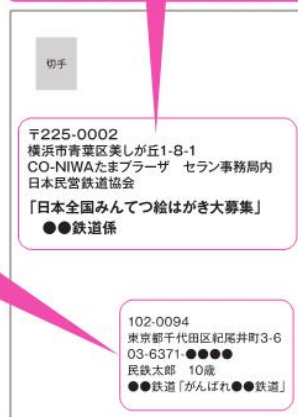 切手
〒225-0002
横浜市青葉区美しが丘1-8-1
CO-NIWAたまプラーザ　セラン事務局内
日本民営鉄道協会
「日本全国みんてつ絵はがき大募集」
●●鉄道係
102-0094
東京都千代田区紀尾井町3-6
03-6371-●●●●
民鉄太郎　10歳
●●鉄道「がんばれ●●鉄道」